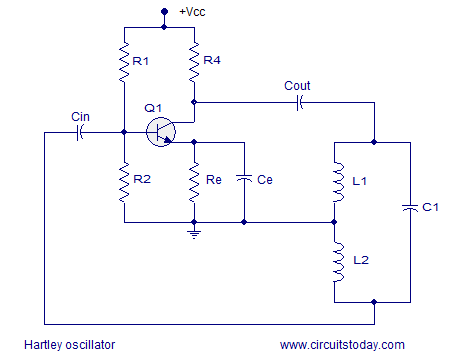 +Vcc
R1
R4
Cout
Q1
Cin
R2
Re
Ce
L1
C1
L2
Hartley oscillator
www.circuitstoday.com